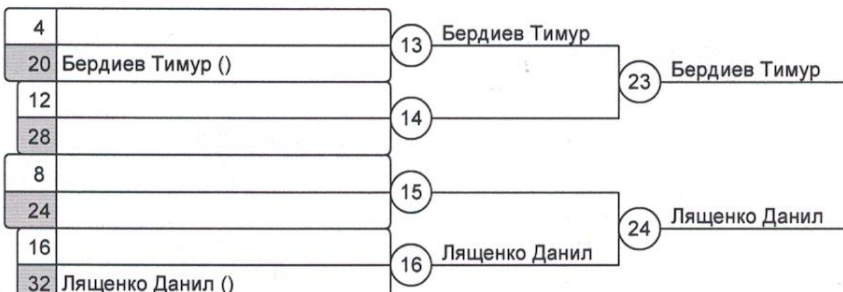 4
13 Бердиев Тимур
20 Бердиев Тимур ()
23 Бердиев Тимур
12
14
28
8
15
24
24 Лященко Данил
16
16 Лященко Данил
32 Лященко Данил ()